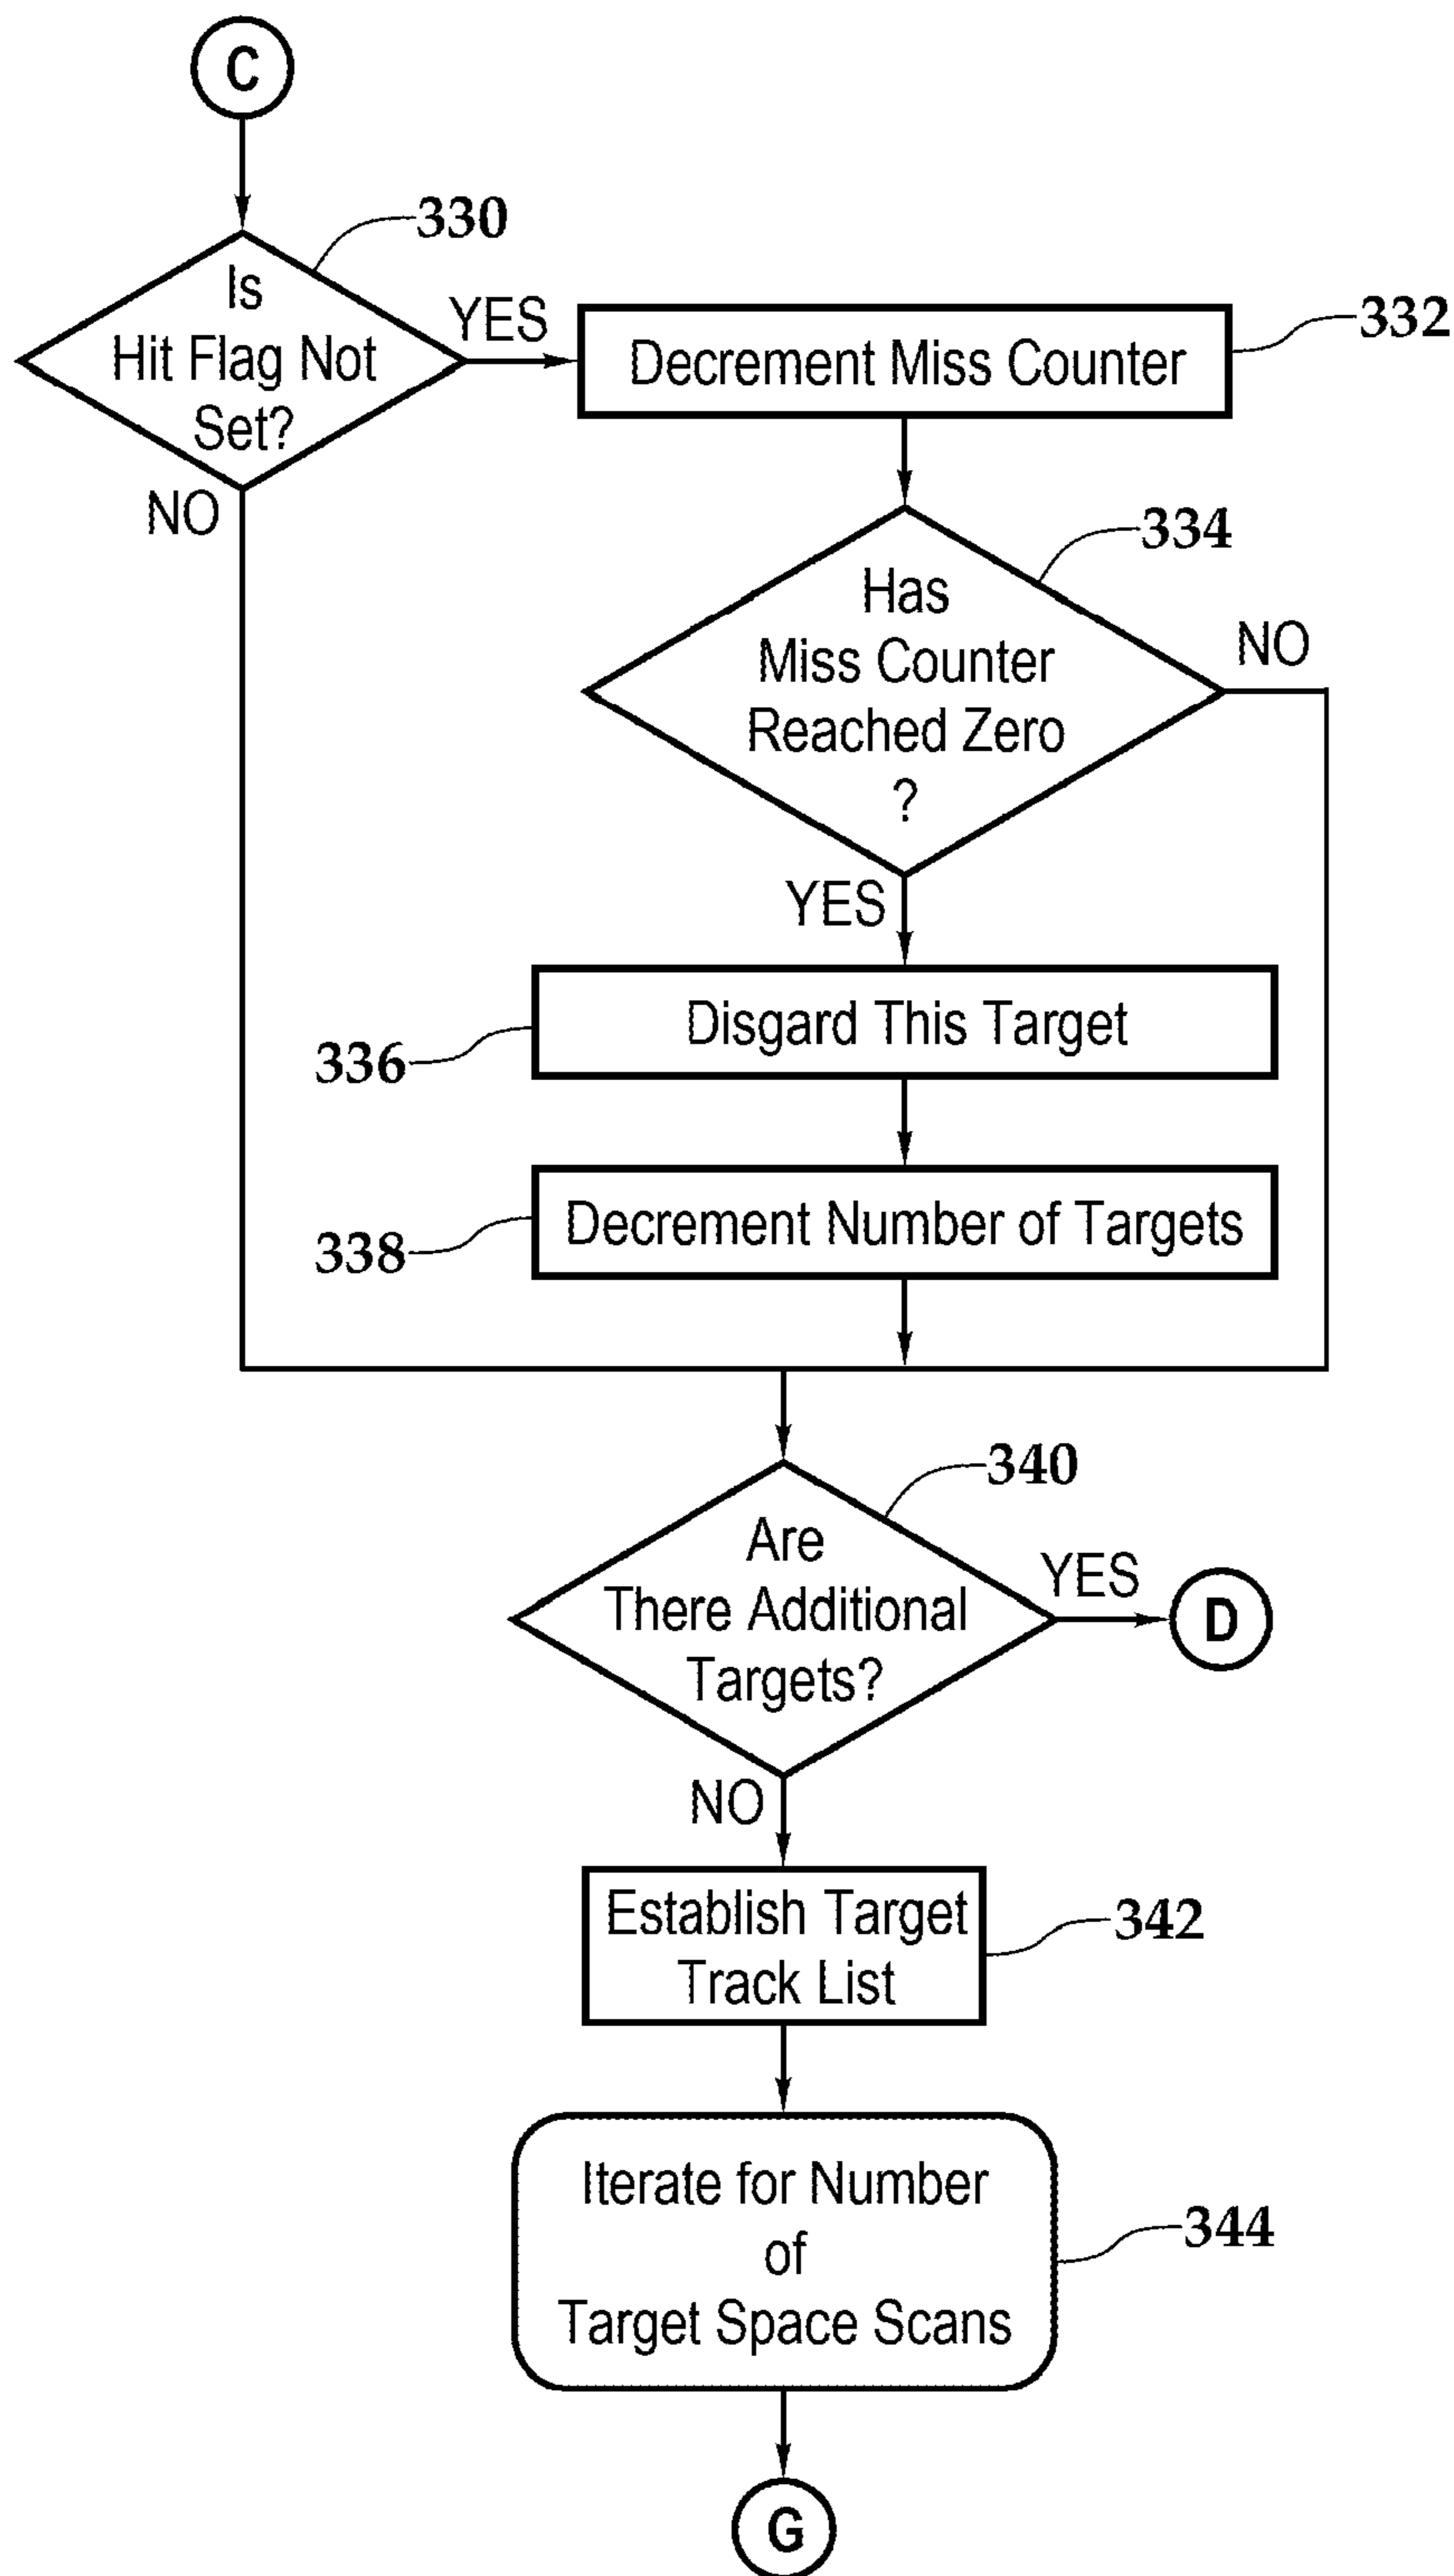 C
330
Is
Hit Flag Not
Set?
YES
NO
332
Decrement Miss Counter
334
Has
Miss Counter
Reached Zero
?
NO
YES
336
Disgard This Target
338
Decrement Number of Targets
340
Are
There Additional
Targets?
YES
D
NO
342
Establish Target
Track List
344
Iterate for Number
of
Target Space Scans
G